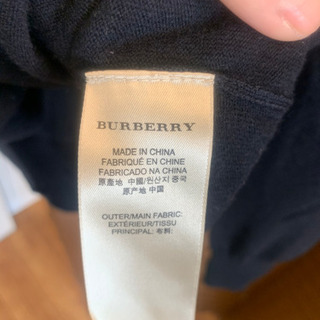 BURBERRY
MADE IN CHINA
FABRIQUÉ EN CHINE
FABRICADO NA CHINA
原産地 中國/원산지 중국
原产地 中国
OUTER/MAIN FABRIC:
EXTÉRIEUR/TISSU
PRINCIPAL: 布料: